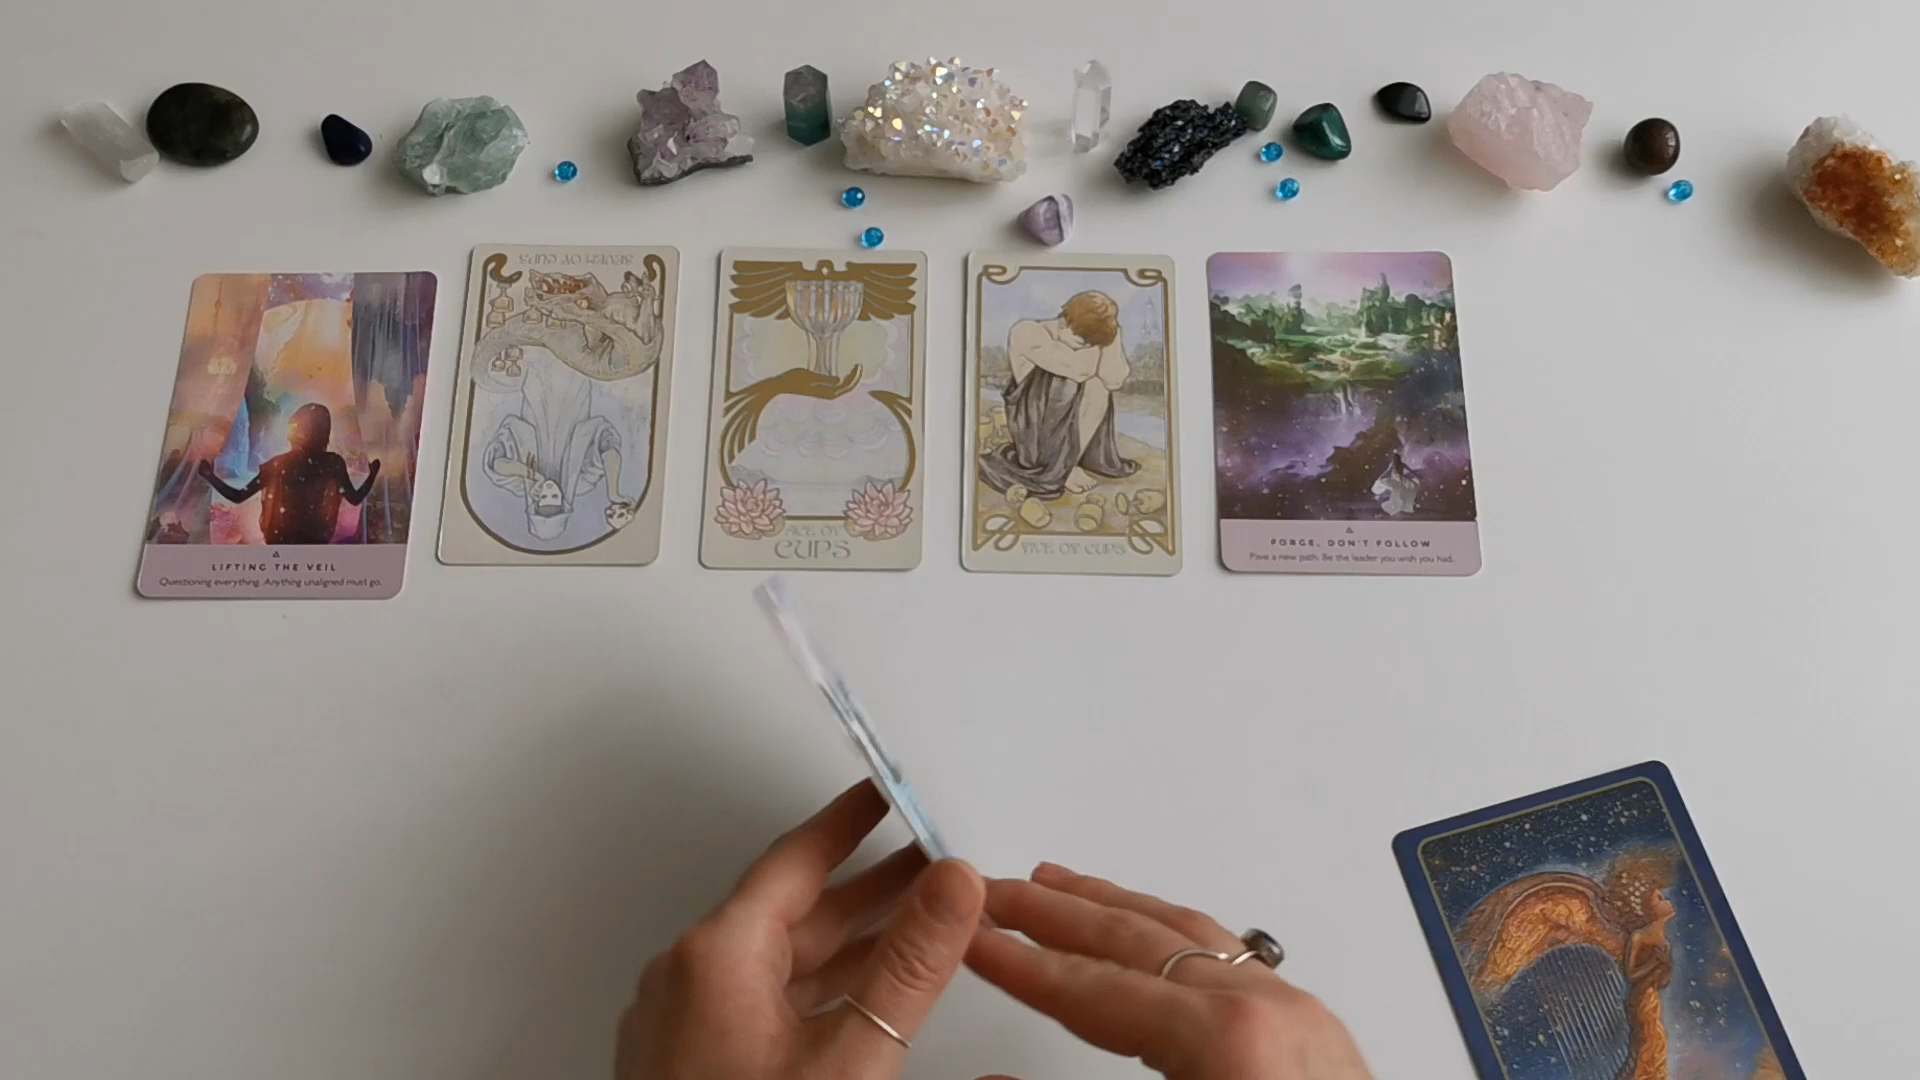 LIFTING THE VEIL
Questioning everything. Anything unaligned must go.
SEVEN OF CUPS
ACE OF
CUPS
FIVE OF CUPS
FORGE, DON'T FOLLOW
Pave a new path. Be the leader you wish you had.